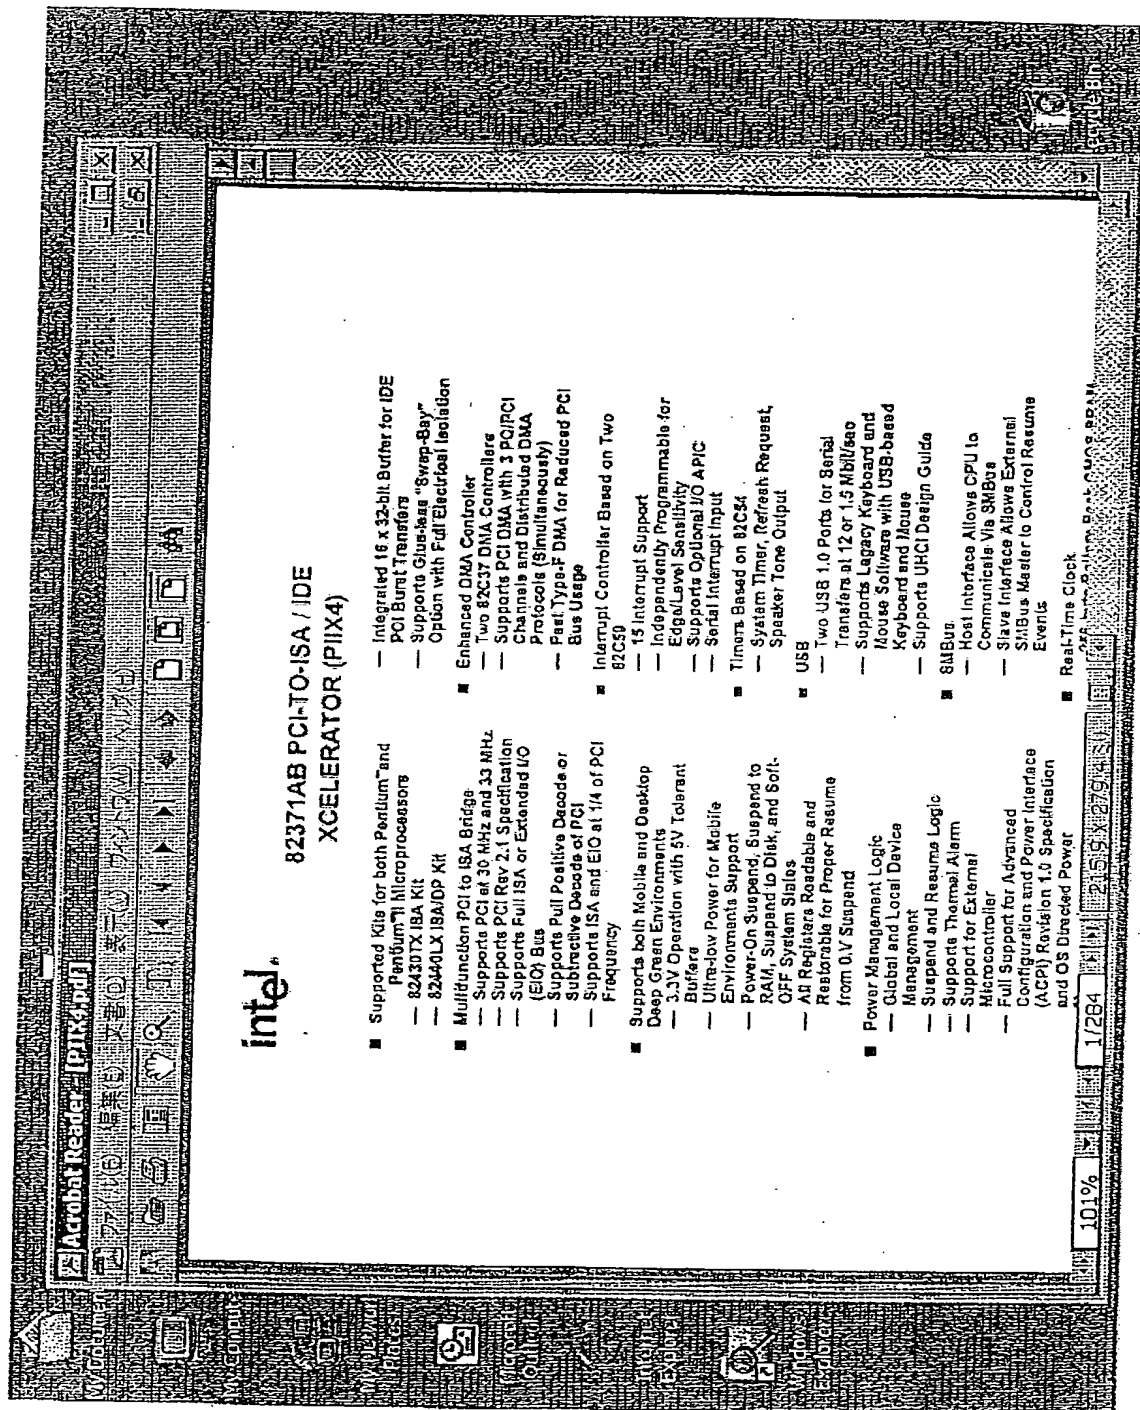 Acrobat Reader - [PIIX4.pdf]
ファイル(F) 編集(E) 文書(D) 表示(V) ウィンドウ(W) ヘルプ(H)
intel.
82371AB PCI-TO-ISA / IDE
XCELERATOR (PIIX4)
■ Supported Kits for both Pentium™ and
Pentium™ II Microprocessors
— 82430TX ISA Kit
— 82440LX ISA/DP Kit
■ Multifunction PCI to ISA Bridge
— Supports PCI at 30 MHz and 33 MHz
— Supports PCI Rev 2.1 Specification
— Supports Full ISA or Extended I/O
(EIO) Bus
— Supports Full Positive Decode or
Subtractive Decode of PCI
— Supports ISA and EIO at 1/4 of PCI
Frequency
■ Supports both Mobile and Desktop
Deep Green Environments
— 3.3V Operation with 5V Tolerant
Buffers
— Ultra-low Power for Mobile
Environments Support
— Power-On Suspend, Suspend to
RAM, Suspend to Disk, and Soft-
OFF System States
— All Registers Readable and
Restorable for Proper Resume
from 0.V Suspend
■ Power Management Logic
— Global and Local Device
Management
— Suspend and Resume Logic
— Supports Thermal Alarm
— Support for External
Microcontroller
— Full Support for Advanced
Configuration and Power Interface
(ACPI) Revision 1.0 Specification
and OS Directed Power
— Integrated 16 x 32-bit Buffer for IDE
PCI Burst Transfers
— Supports Glue-less "Swap-Bay"
Option with Full Electrical Isolation
■ Enhanced DMA Controller
— Two 82C37 DMA Controllers
— Supports PCI DMA with 3 PC/PCI
Channels and Distributed DMA
Protocols (Simultaneously)
— Fast Type-F DMA for Reduced PCI
Bus Usage
■ Interrupt Controller Based on Two
82C59
— 15 Interrupt Support
— Independently Programmable for
Edge/Level Sensitivity
— Supports Optional I/O APIC
— Serial Interrupt Input
■ Timers Based on 82C54
— System Timer, Refresh Request,
Speaker Tone Output
■ USB
— Two USB 1.0 Ports for Serial
Transfers at 12 or 1.5 Mbit/sec
— Supports Legacy Keyboard and
Mouse Software with USB-based
Keyboard and Mouse
— Supports UHCI Design Guide
■ SMBus
— Host Interface Allows CPU to
Communicate Via SMBus
— Slave Interface Allows External
SMBus Master to Control Resume
Events
■ Real-Time Clock
101% 1/284 215.9 X 279.4